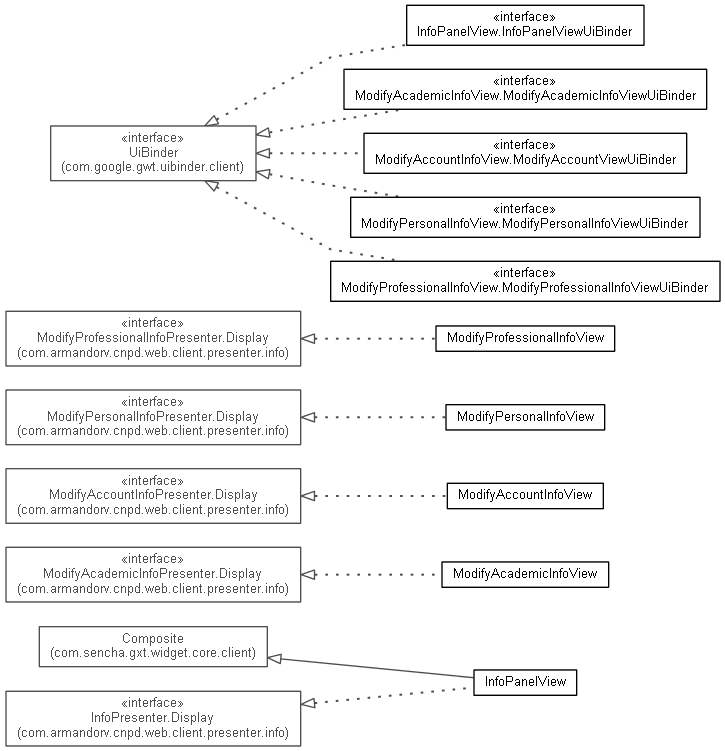 «interface»
InfoPanelView.InfoPanelViewUiBinder
«interface»
ModifyAcademicInfoView.ModifyAcademicInfoViewUiBinder
«interface»
UiBinder
(com.google.gwt.uibinder.client)
«interface»
ModifyAccountInfoView.ModifyAccountViewUiBinder
«interface»
ModifyPersonalInfoView.ModifyPersonalInfoViewUiBinder
«interface»
ModifyProfessionalInfoView.ModifyProfessionalInfoViewUiBinder
«interface»
ModifyProfessionalInfoPresenter.Display
(com.armandorv.cnpd.web.client.presenter.info)
ModifyProfessionalInfoView
«interface»
ModifyPersonalInfoPresenter.Display
(com.armandorv.cnpd.web.client.presenter.info)
ModifyPersonalInfoView
«interface»
ModifyAccountInfoPresenter.Display
(com.armandorv.cnpd.web.client.presenter.info)
ModifyAccountInfoView
«interface»
ModifyAcademicInfoPresenter.Display
(com.armandorv.cnpd.web.client.presenter.info)
ModifyAcademicInfoView
Composite
(com.sencha.gxt.widget.core.client)
InfoPanelView
«interface»
InfoPresenter.Display
(com.armandorv.cnpd.web.client.presenter.info)